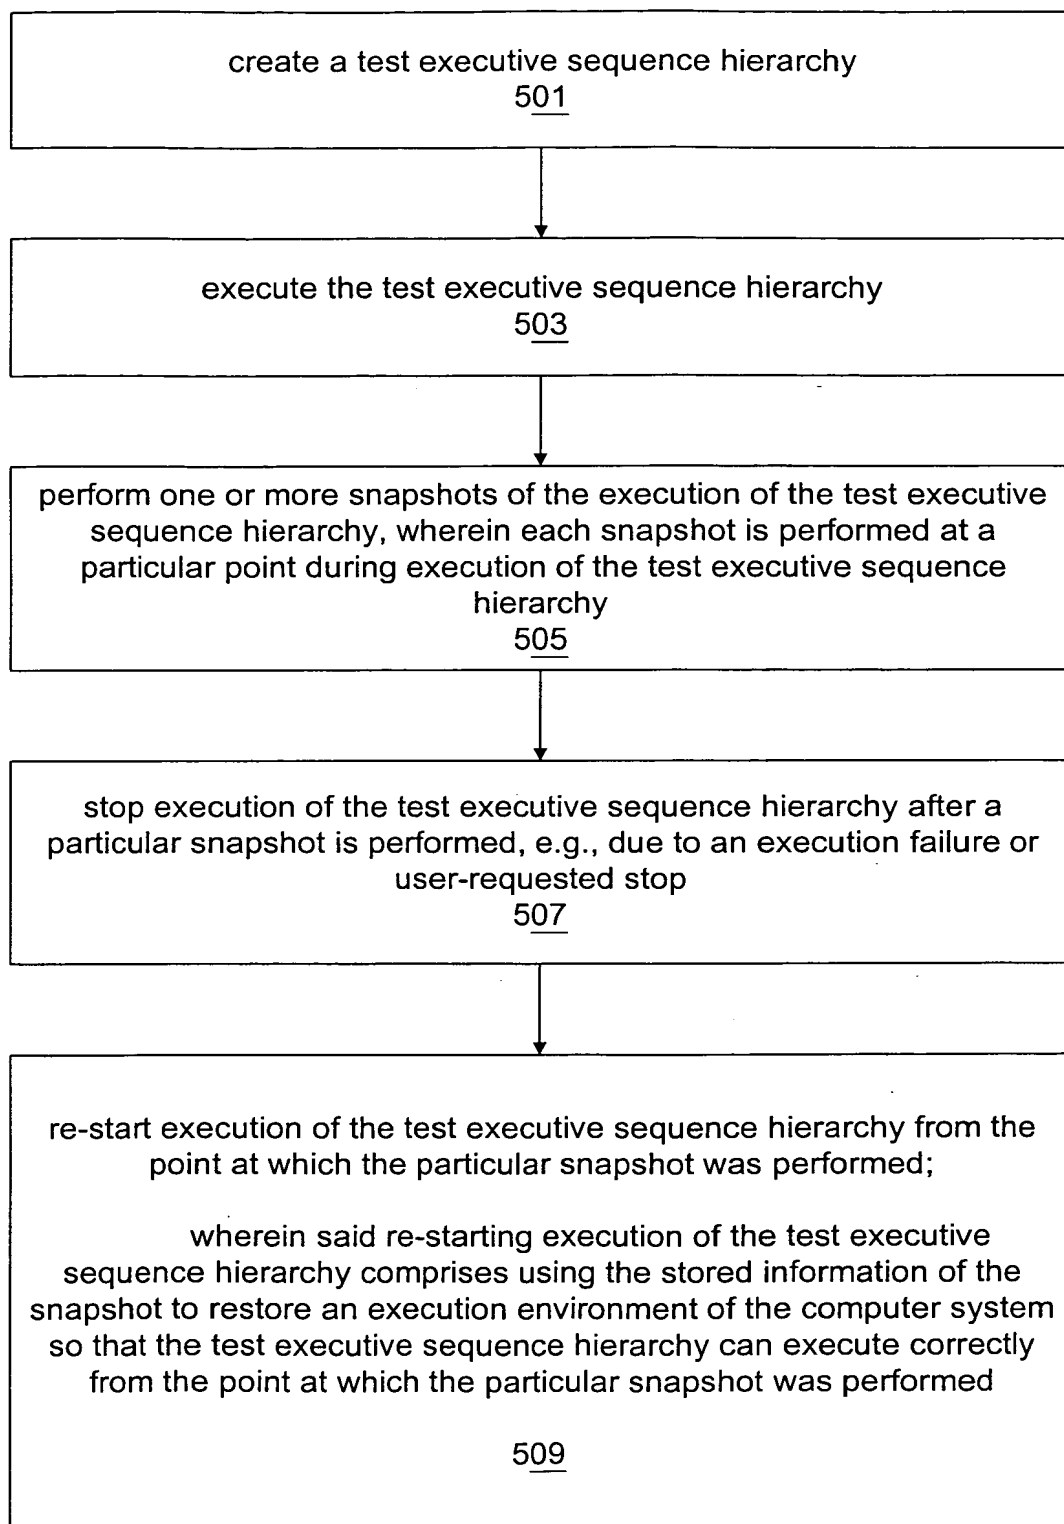 create a test executive sequence hierarchy
501
execute the test executive sequence hierarchy
503
perform one or more snapshots of the execution of the test executive
sequence hierarchy, wherein each snapshot is performed at a
particular point during execution of the test executive sequence
hierarchy
505
stop execution of the test executive sequence hierarchy after a
particular snapshot is performed, e.g., due to an execution failure or
user-requested stop
507
re-start execution of the test executive sequence hierarchy from the
point at which the particular snapshot was performed;
wherein said re-starting execution of the test executive
sequence hierarchy comprises using the stored information of the
snapshot to restore an execution environment of the computer system
so that the test executive sequence hierarchy can execute correctly
from the point at which the particular snapshot was performed
509